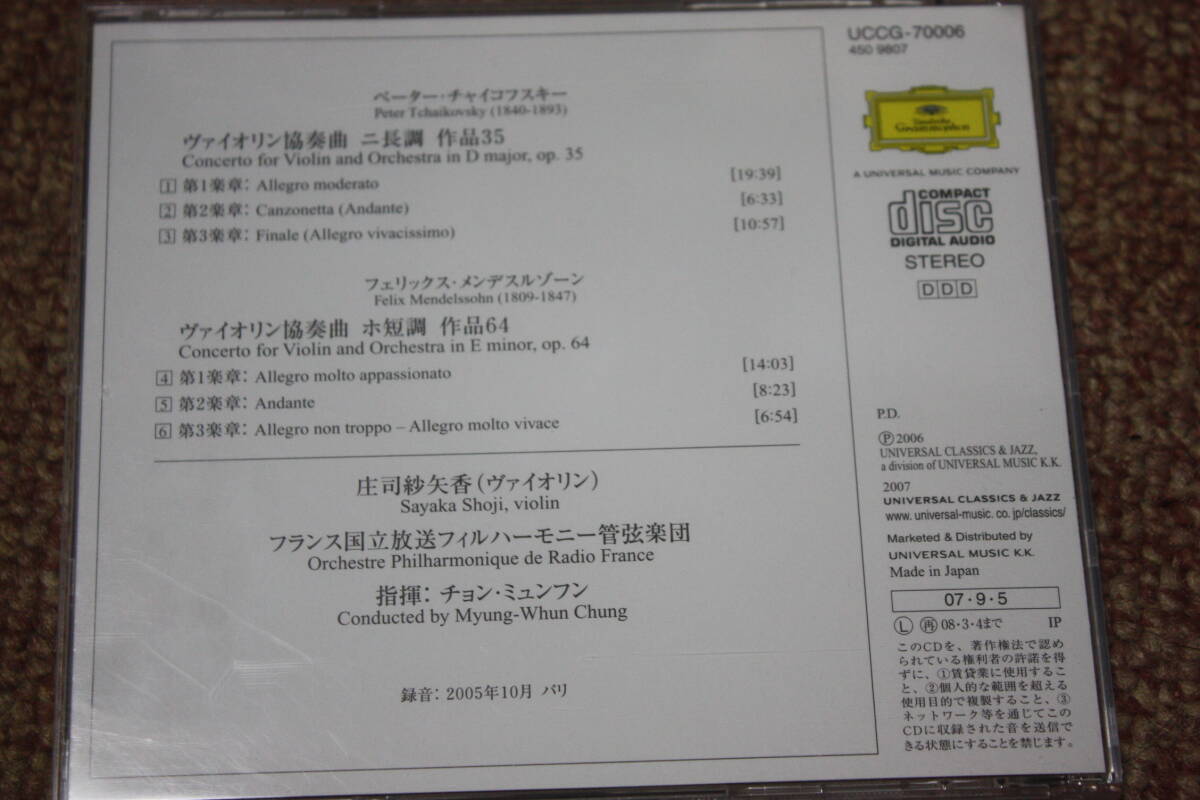 ペーター・チャイコフスキー
Peter Tchaikovsky (1840-1893)
ヴァイオリン協奏曲 ニ長調 作品35
Concerto for Violin and Orchestra in D major, op. 35
1 第1楽章: Allegro moderato [19:39]
2 第2楽章: Canzonetta (Andante) [6:33]
3 第3楽章: Finale (Allegro vivacissimo) [10:57]
フェリックス・メンデスルゾーン
Felix Mendelssohn (1809-1847)
ヴァイオリン協奏曲 ホ短調 作品64
Concerto for Violin and Orchestra in E minor, op. 64
4 第1楽章: Allegro molto appassionato [14:03]
5 第2楽章: Andante [8:23]
6 第3楽章: Allegro non troppo – Allegro molto vivace [6:54]
庄司紗矢香(ヴァイオリン)
Sayaka Shoji, violin
フランス国立放送フィルハーモニー管弦楽団
Orchestre Philharmonique de Radio France
指揮: チョン・ミュンフン
Conducted by Myung-Whun Chung
録音: 2005年10月 パリ
UCCG-70006
450 9807
Deutsche
Grammophon
A UNIVERSAL MUSIC COMPANY
COMPACT
disc
DIGITAL AUDIO
STEREO
DDD
P.D.
Ⓟ 2006
UNIVERSAL CLASSICS & JAZZ,
a division of UNIVERSAL MUSIC K.K.
2007
UNIVERSAL CLASSICS & JAZZ
www. universal-music. co. jp/classics/
Marketed & Distributed by
UNIVERSAL MUSIC K.K.
Made in Japan
07・9・5
Ⓛ 再 08・3・4まで IP
このCDを、著作権法で認め
られている権利者の許諾を得
ずに、①賃貸業に使用するこ
と、②個人的な範囲を超える
使用目的で複製すること、③
ネットワーク等を通じてこの
CDに収録された音を送信で
きる状態にすることを禁じます。